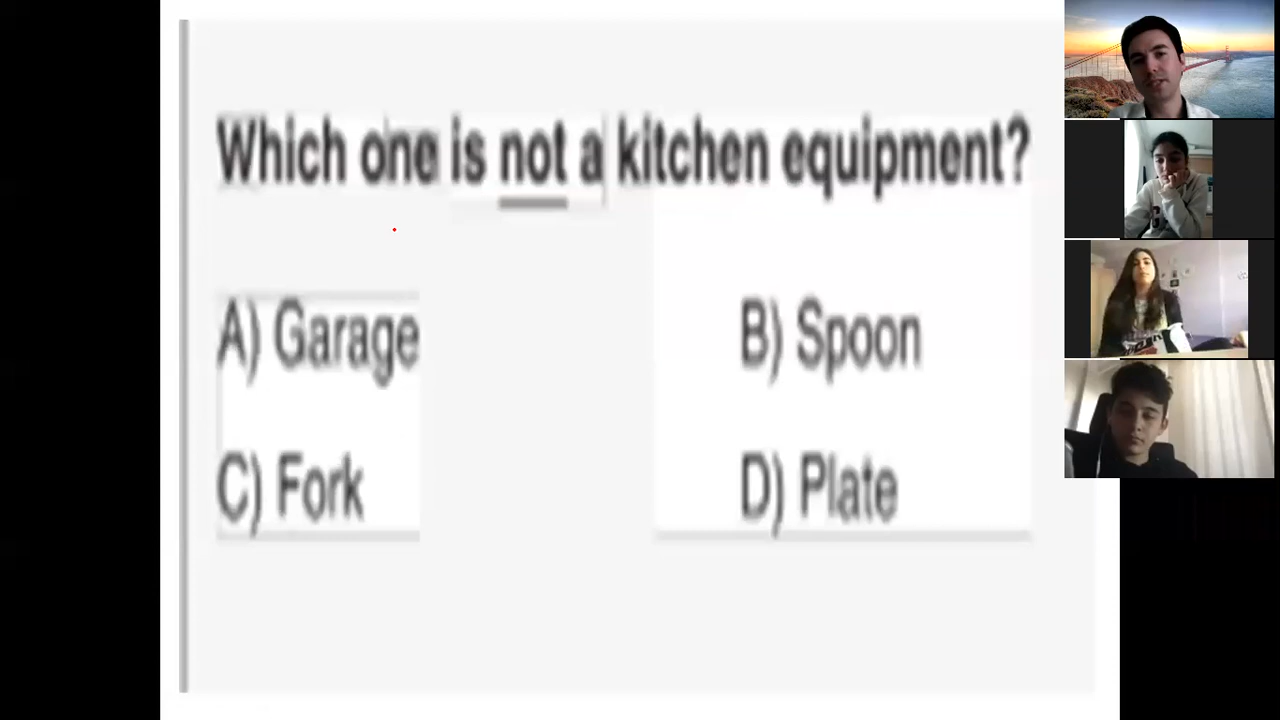 Which one is not a kitchen equipment?
A) Garage
B) Spoon
C) Fork
D) Plate